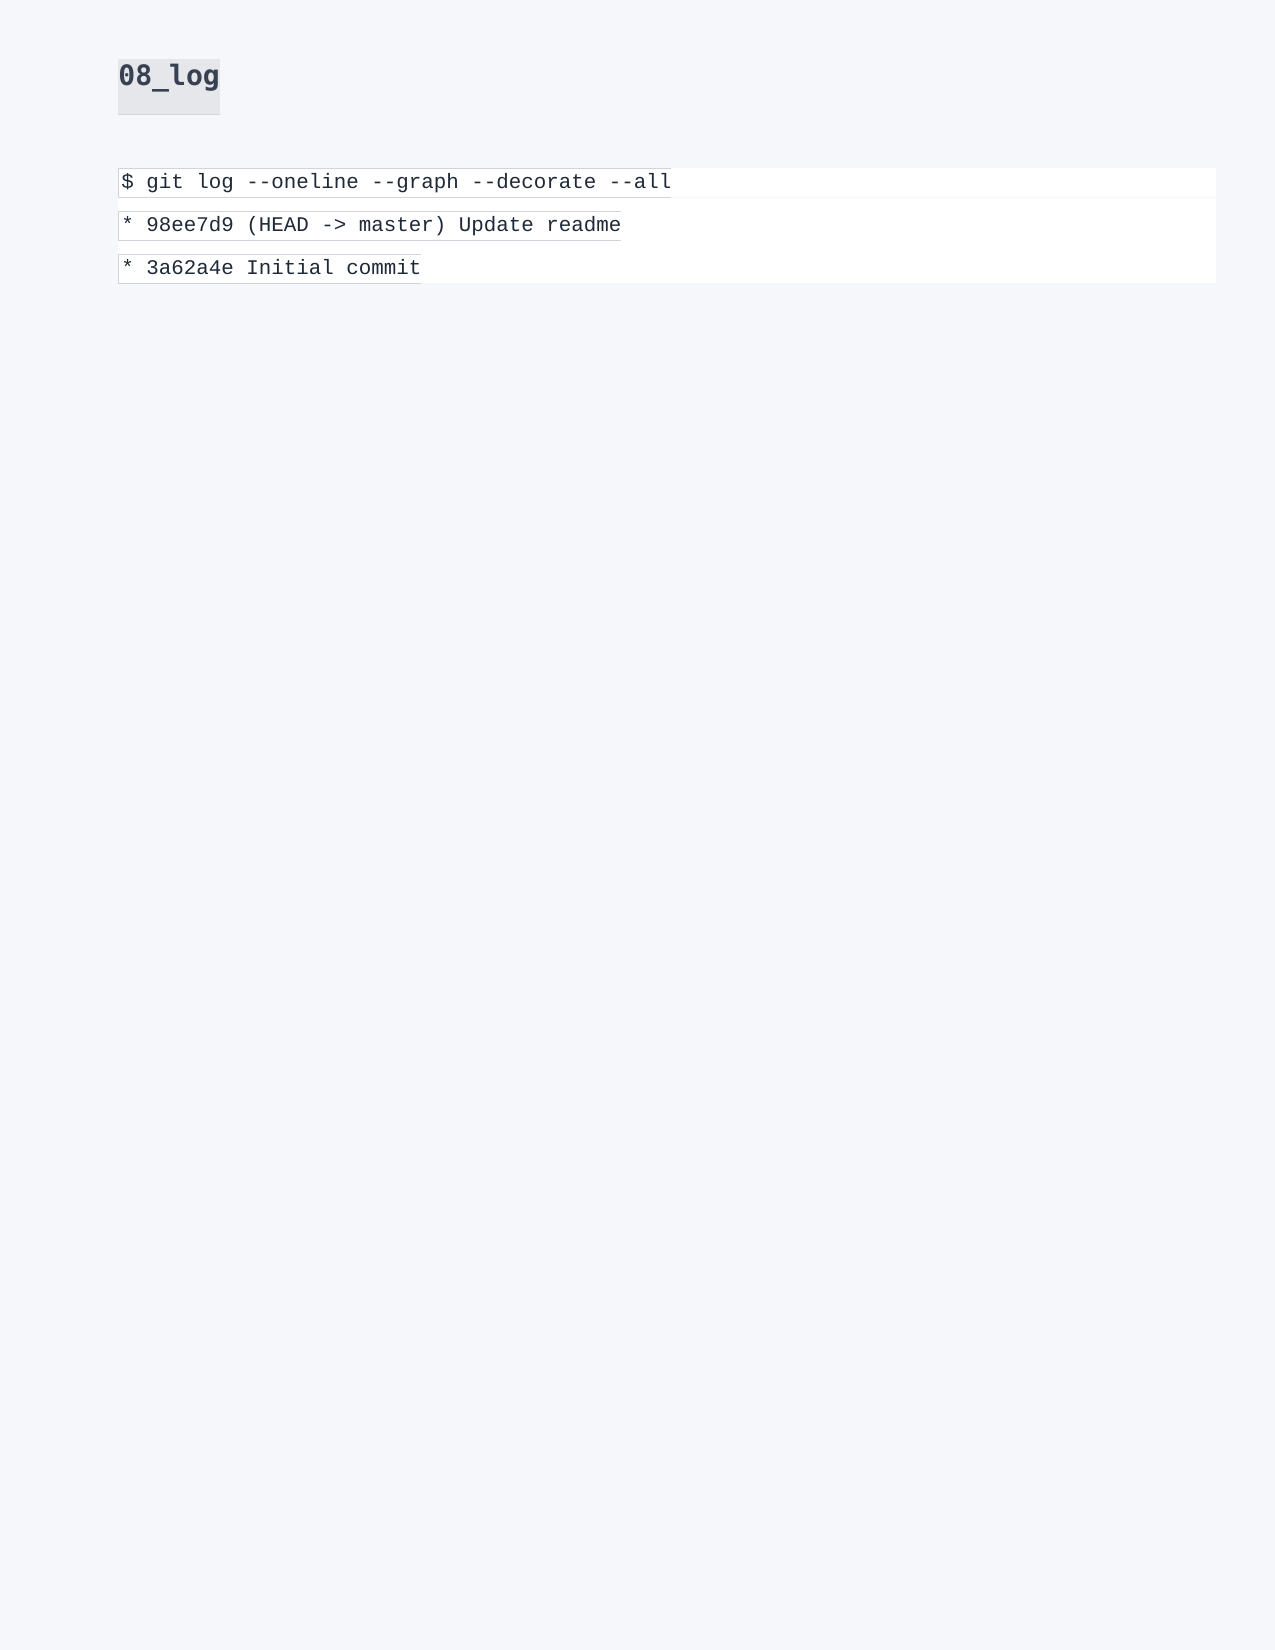 08_log
$ git log --oneline --graph --decorate --all
* 98ee7d9 (HEAD -> master) Update readme
* 3a62a4e Initial commit